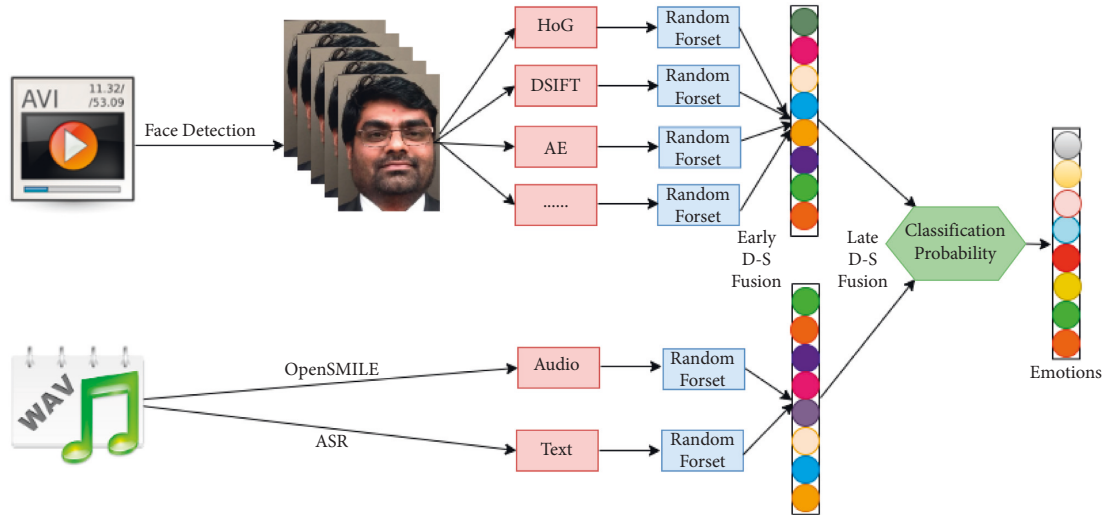 AVI
11.32/
/53.09
Face Detection
HoG
DSIFT
AE
......
Random
Forset
Random
Forset
Random
Forset
Random
Forset
Early
D-S
Fusion
Late
D-S
Fusion
Classification
Probability
Emotions
WAV
OpenSMILE
ASR
Audio
Text
Random
Forset
Random
Forset